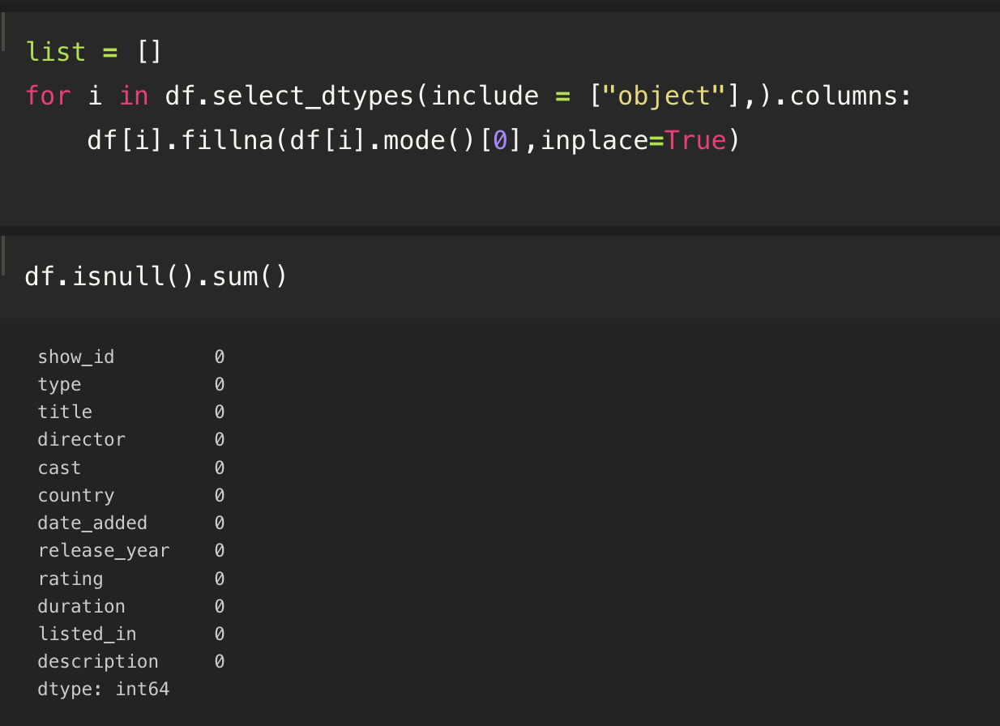 list = []
for i in df.select_dtypes(include = ["object"],).columns:
    df[i].fillna(df[i].mode()[0],inplace=True)
df.isnull().sum()
show_id 0
type 0
title 0
director 0
cast 0
country 0
date_added 0
release_year 0
rating 0
duration 0
listed_in 0
description 0
dtype: int64